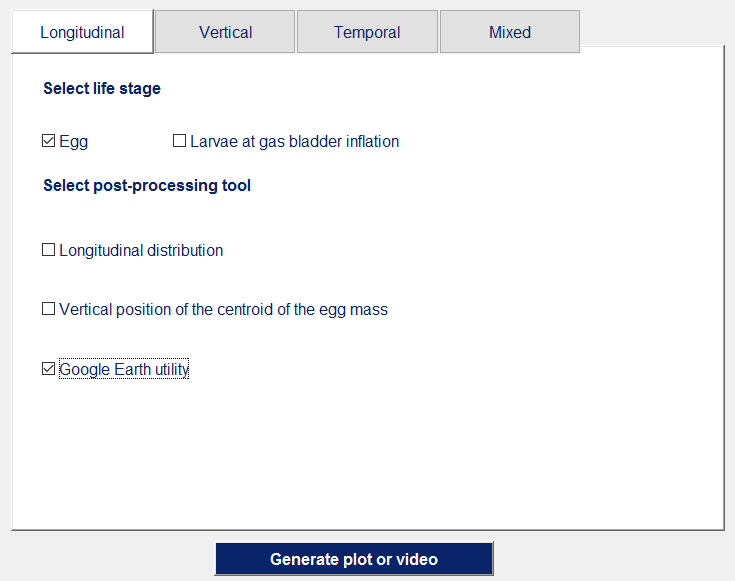 Longitudinal Vertical Temporal Mixed
Select life stage
Egg Larvae at gas bladder inflation
Select post-processing tool
Longitudinal distribution
Vertical position of the centroid of the egg mass
Google Earth utility
Generate plot or video